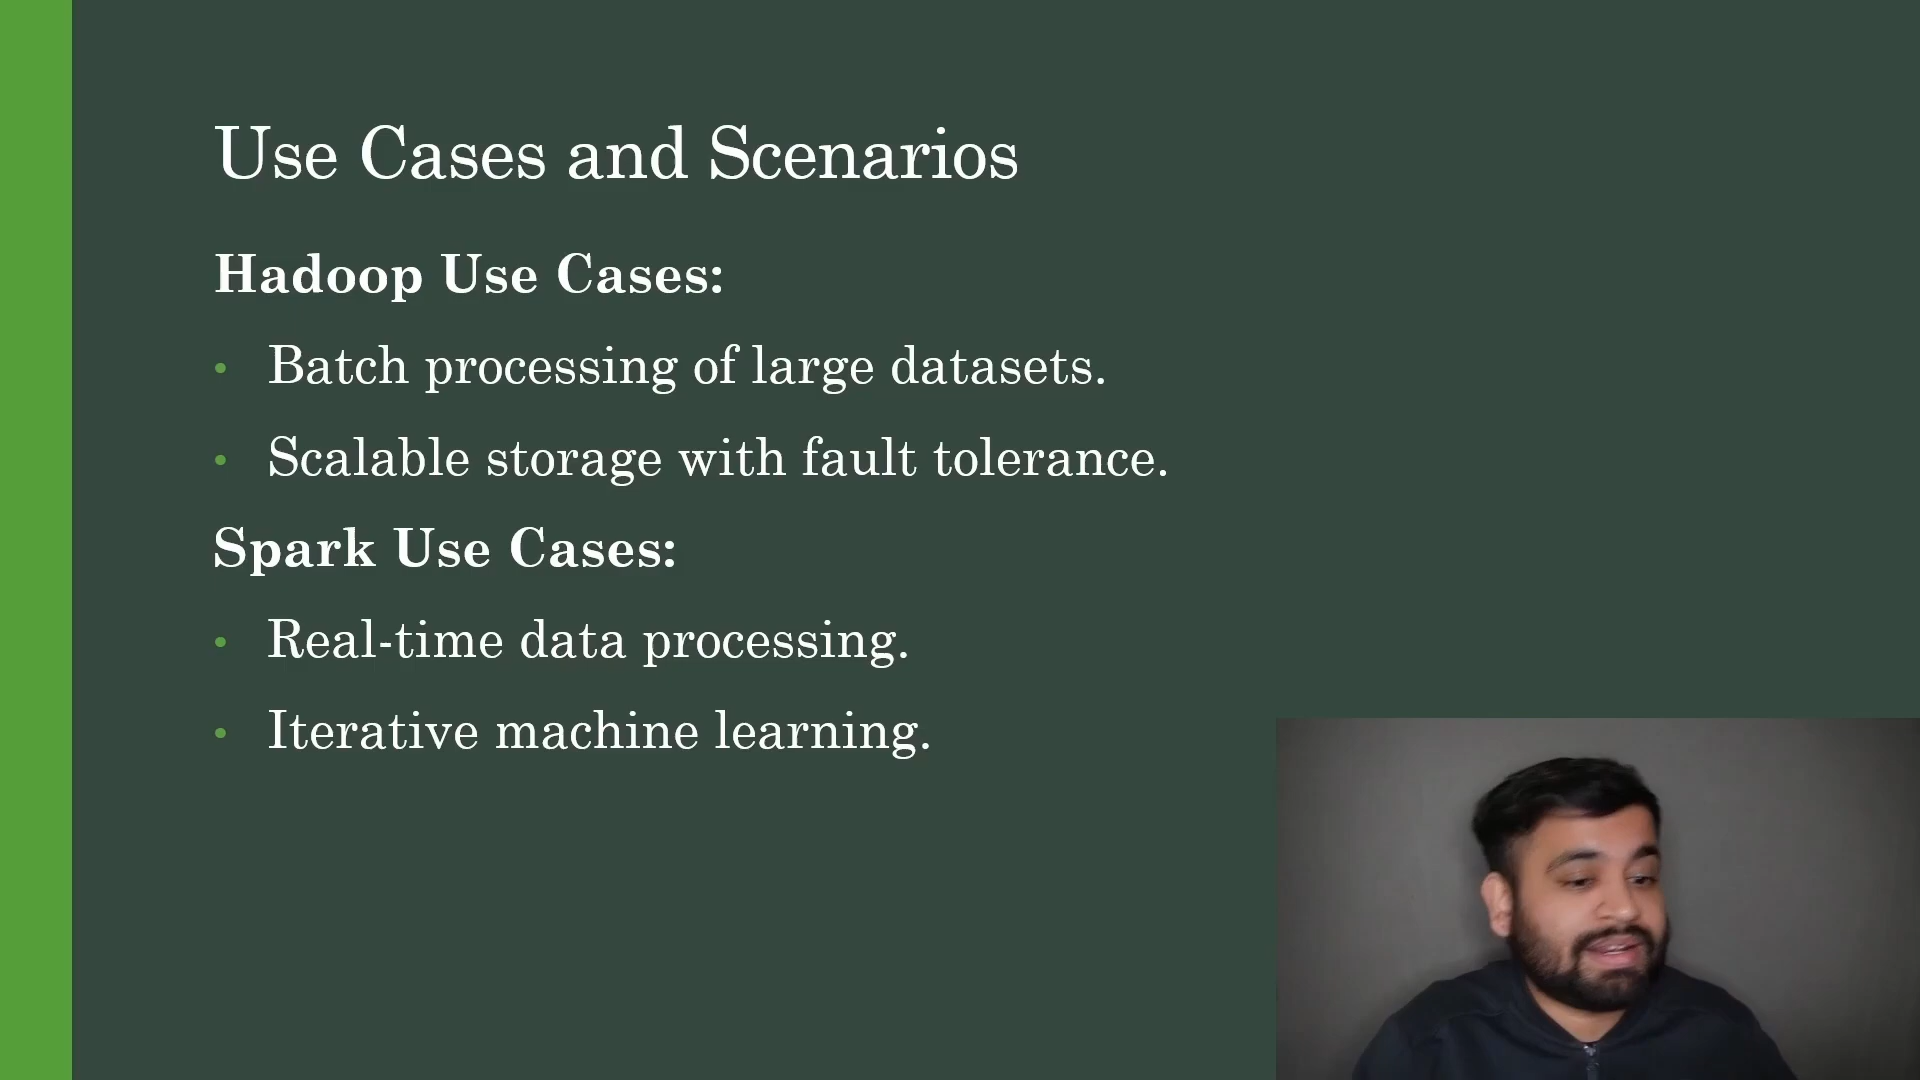 Use Cases and Scenarios
Hadoop Use Cases:
• Batch processing of large datasets.
• Scalable storage with fault tolerance.
Spark Use Cases:
• Real-time data processing.
• Iterative machine learning.